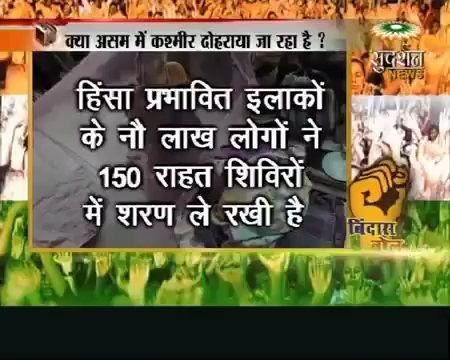 क्या असम में कश्मीर दोहराया जा रहा है ?
सुदर्शन
NEWS
हिंसा प्रभावित इलाकों
के नौ लाख लोगों ने
150 राहत शिविरों
में शरण ले रखी है
बिंदास
बोल